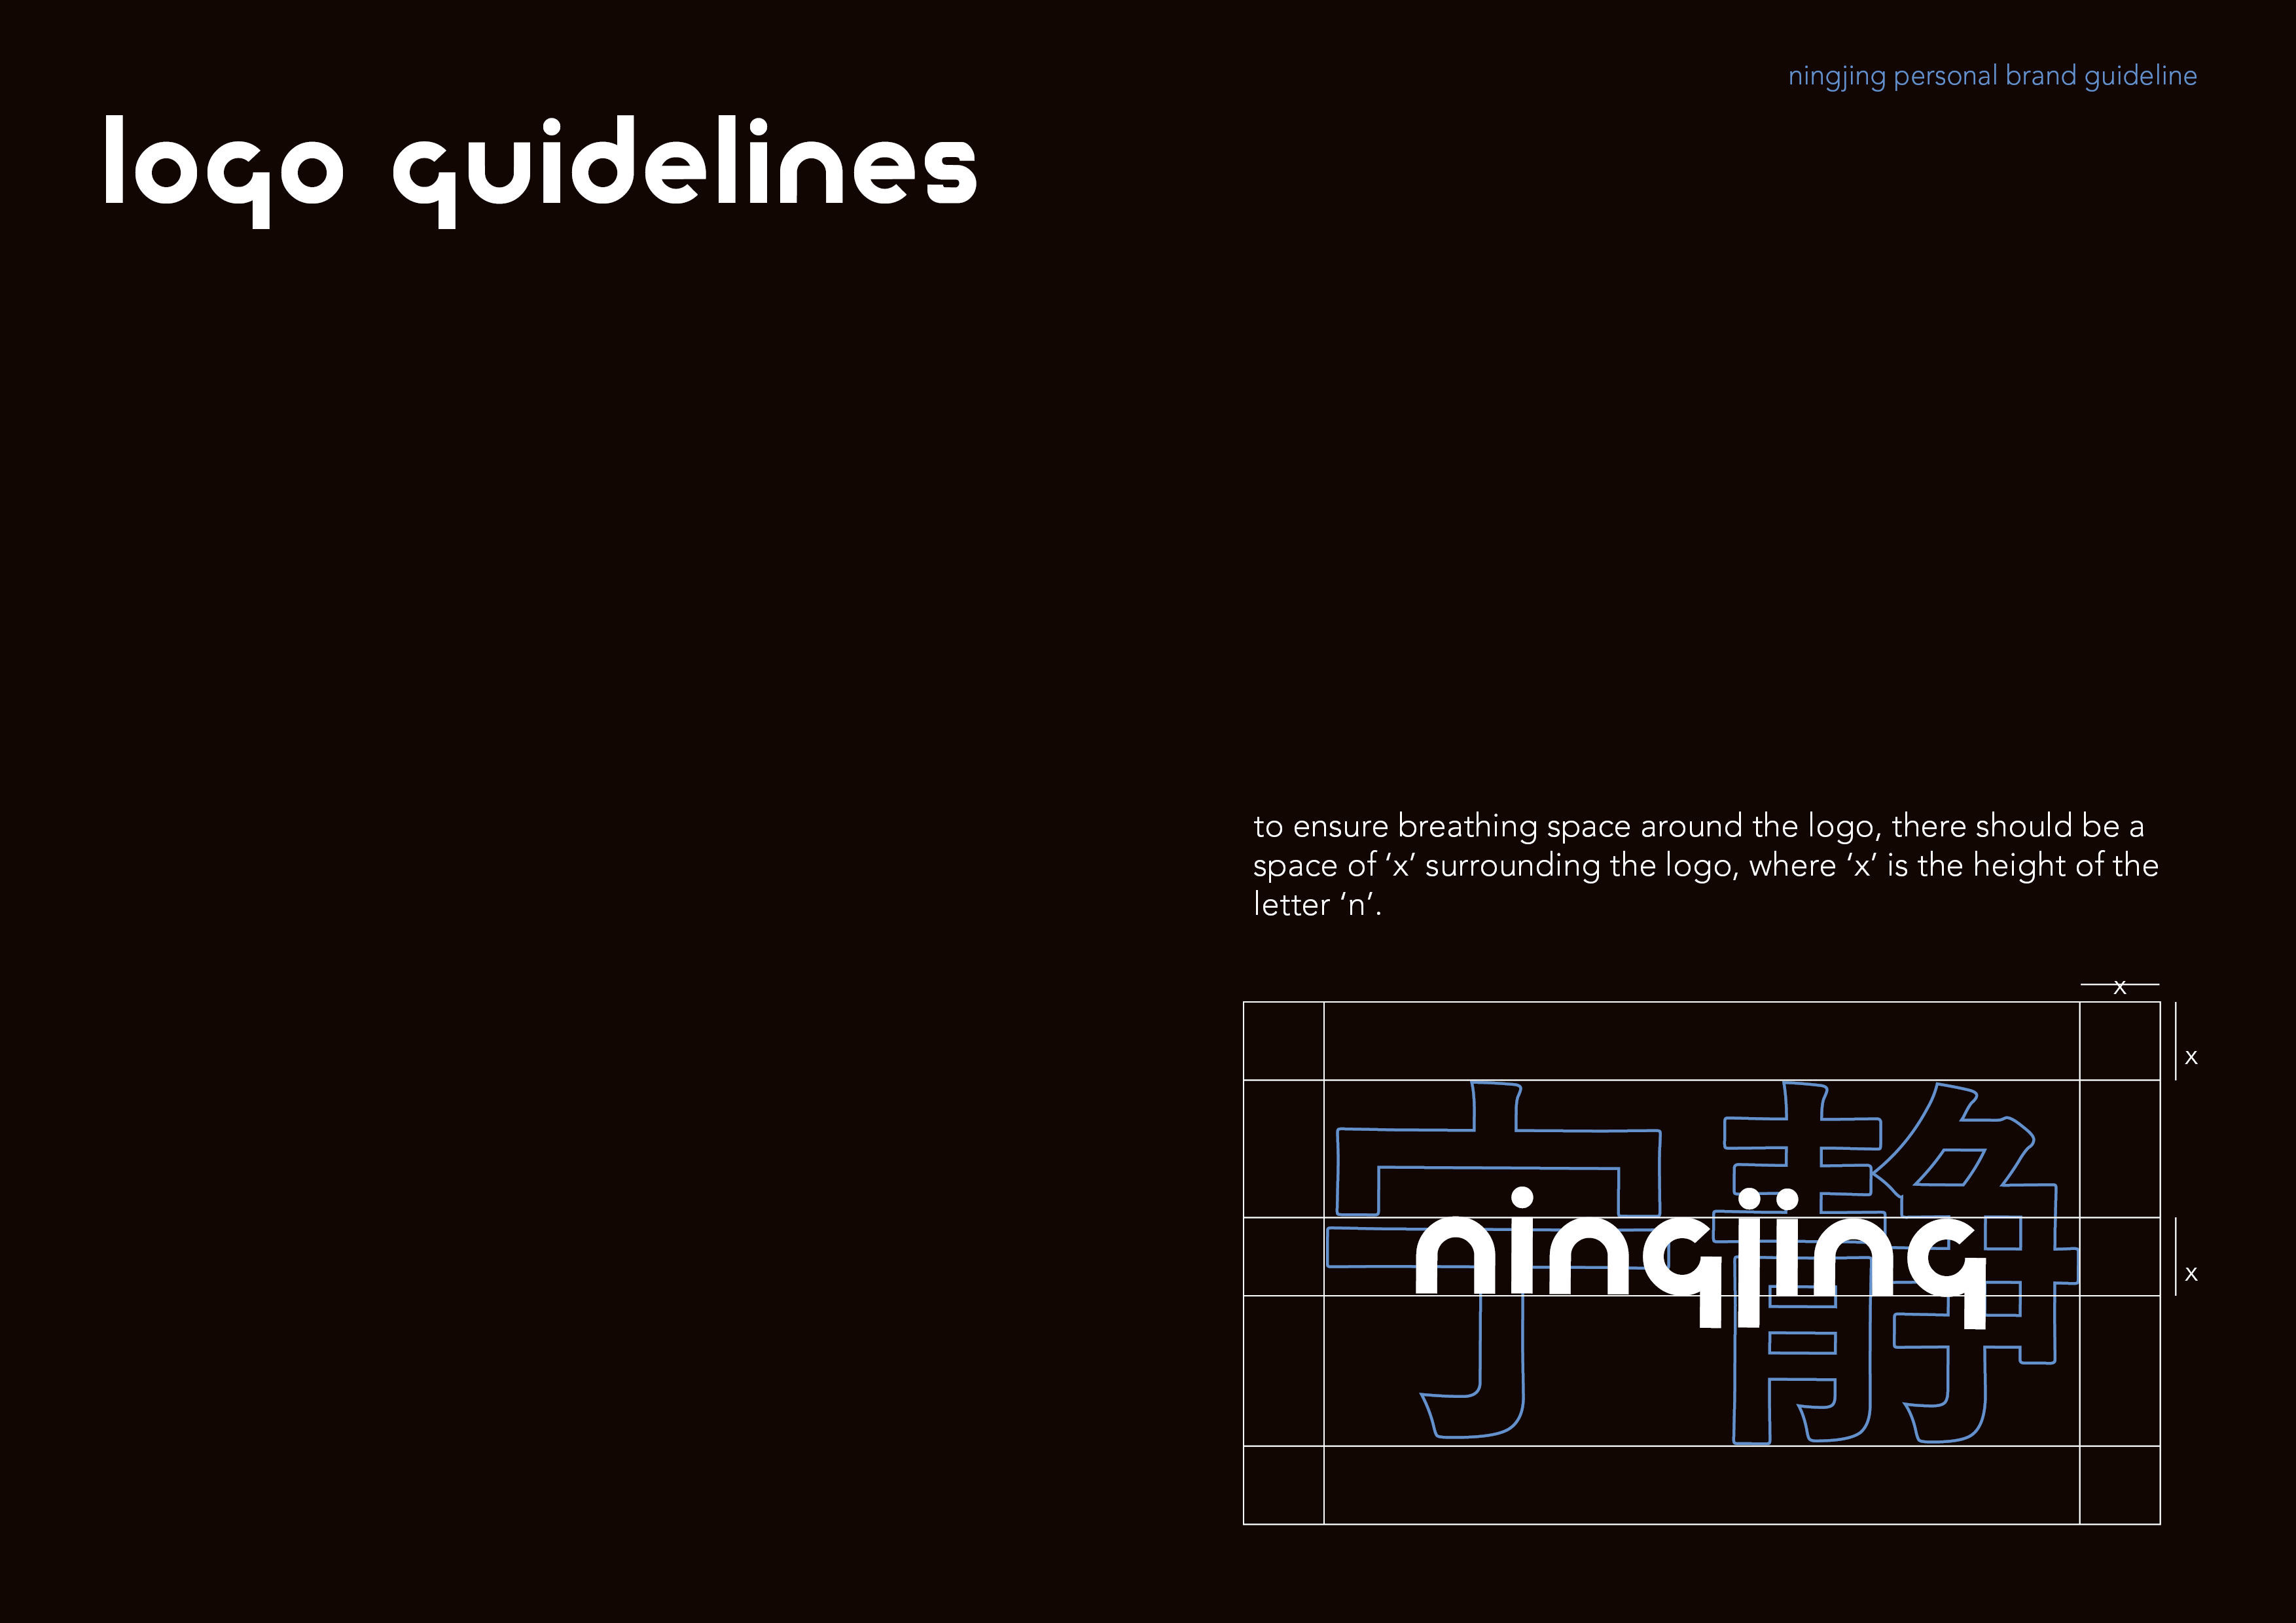 ningjing personal brand guideline
logo guidelines
to ensure breathing space around the logo, there should be a
space of ‘x’ surrounding the logo, where ‘x’ is the height of the
letter ‘n’.
x
x
宁静
ningjing
x